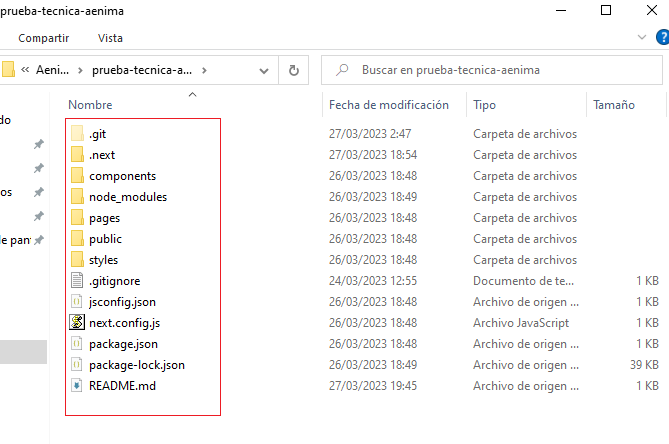 prueba-tecnica-aenima
Compartir Vista
« Aeni... prueba-tecnica-a... Buscar en prueba-tecnica-aenima
Nombre Fecha de modificación Tipo Tamaño
.git 27/03/2023 2:47 Carpeta de archivos
.next 27/03/2023 18:54 Carpeta de archivos
components 26/03/2023 18:48 Carpeta de archivos
node_modules 26/03/2023 18:49 Carpeta de archivos
pages 26/03/2023 18:48 Carpeta de archivos
public 26/03/2023 18:48 Carpeta de archivos
styles 26/03/2023 18:48 Carpeta de archivos
.gitignore 24/03/2023 12:55 Documento de te... 1 KB
jsconfig.json 26/03/2023 18:48 Archivo de origen ... 1 KB
next.config.js 26/03/2023 18:48 Archivo JavaScript 1 KB
package.json 26/03/2023 18:48 Archivo de origen ... 1 KB
package-lock.json 26/03/2023 18:49 Archivo de origen ... 39 KB
README.md 27/03/2023 19:45 Archivo de origen ... 1 KB
do
os
e pant